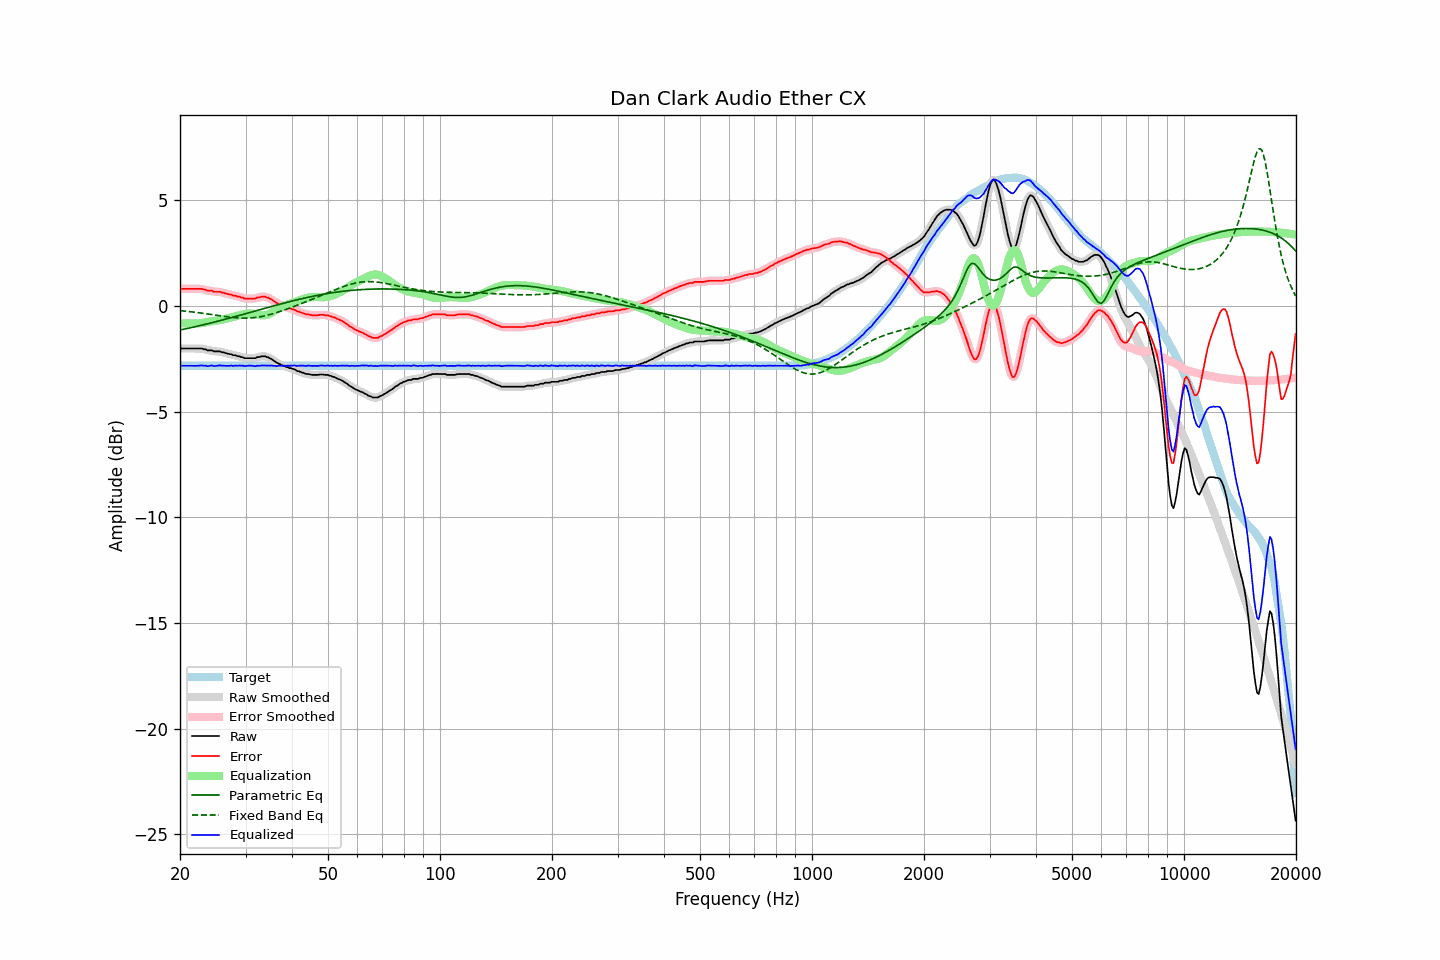 Dan Clark Audio Ether CX
Amplitude (dBr)
5
0
−5
−10
−15
−20
−25
Target
Raw Smoothed
Error Smoothed
Raw
Error
Equalization
Parametric Eq
Fixed Band Eq
Equalized
20 50 100 200 500 1000 2000 5000 10000 20000
Frequency (Hz)